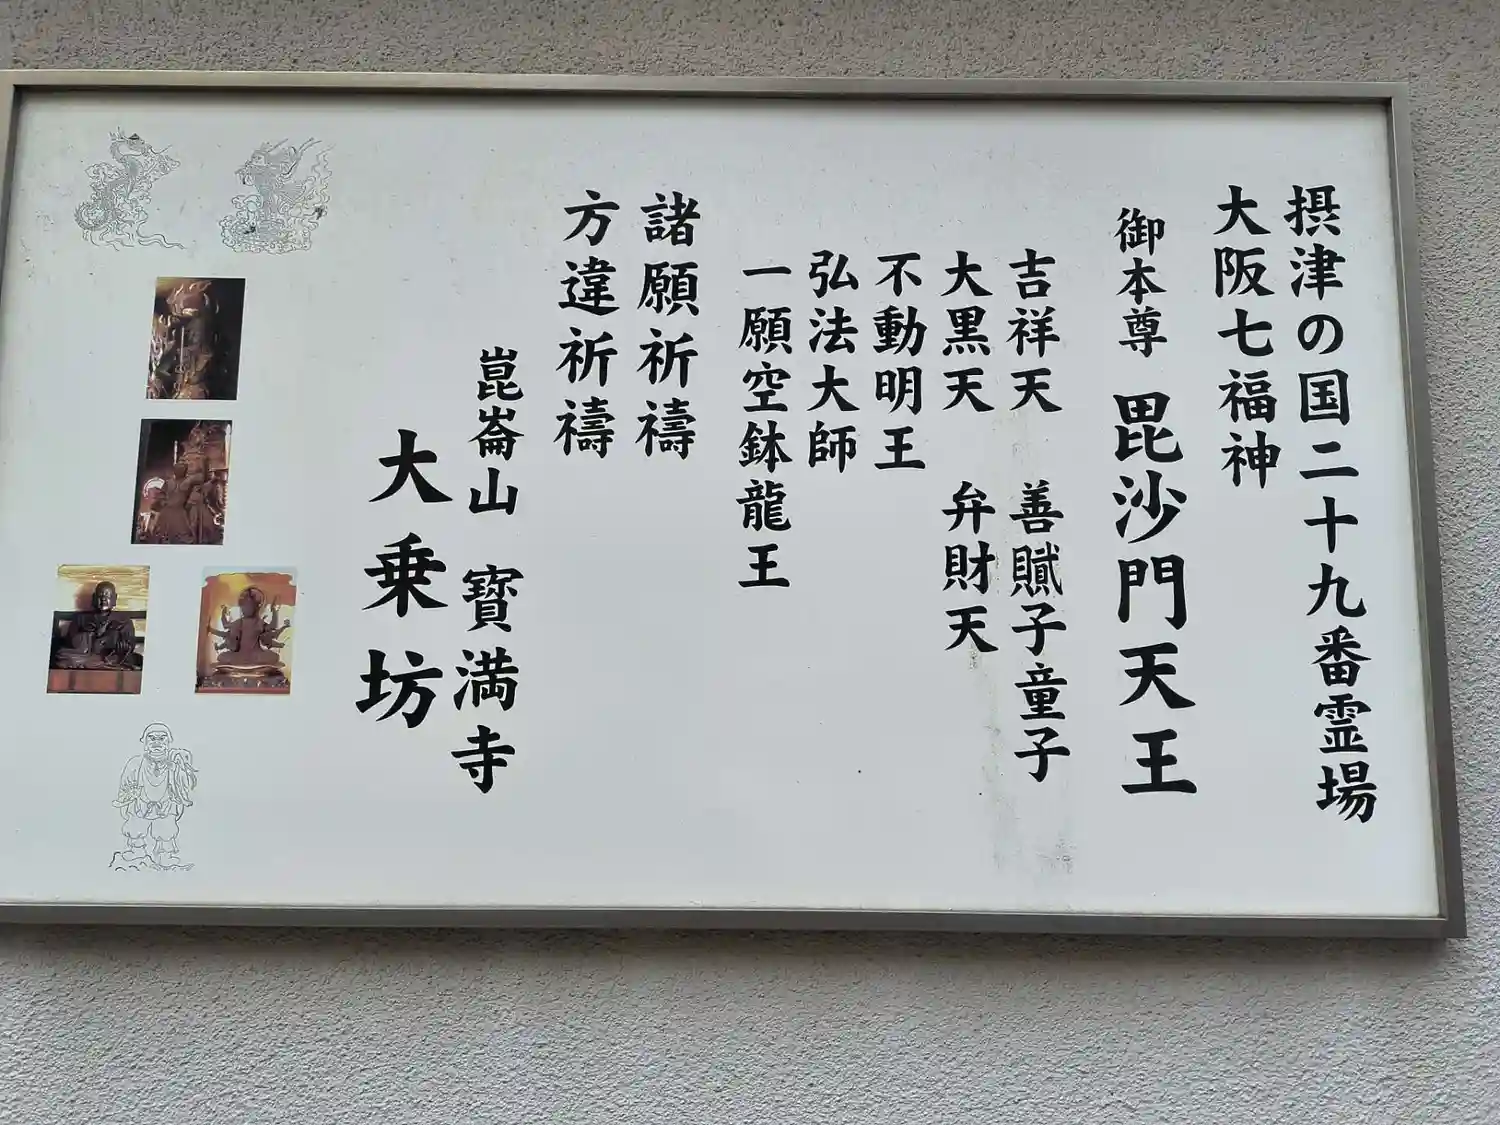 摂津の国二十九番霊場
大阪七福神
御本尊 毘沙門天王
吉祥天 善膩子童子
大黒天 弁財天
不動明王
弘法大師
一願空鉢龍王
諸願祈禱
方違祈禱
崑崙山 寶満寺
大乗坊